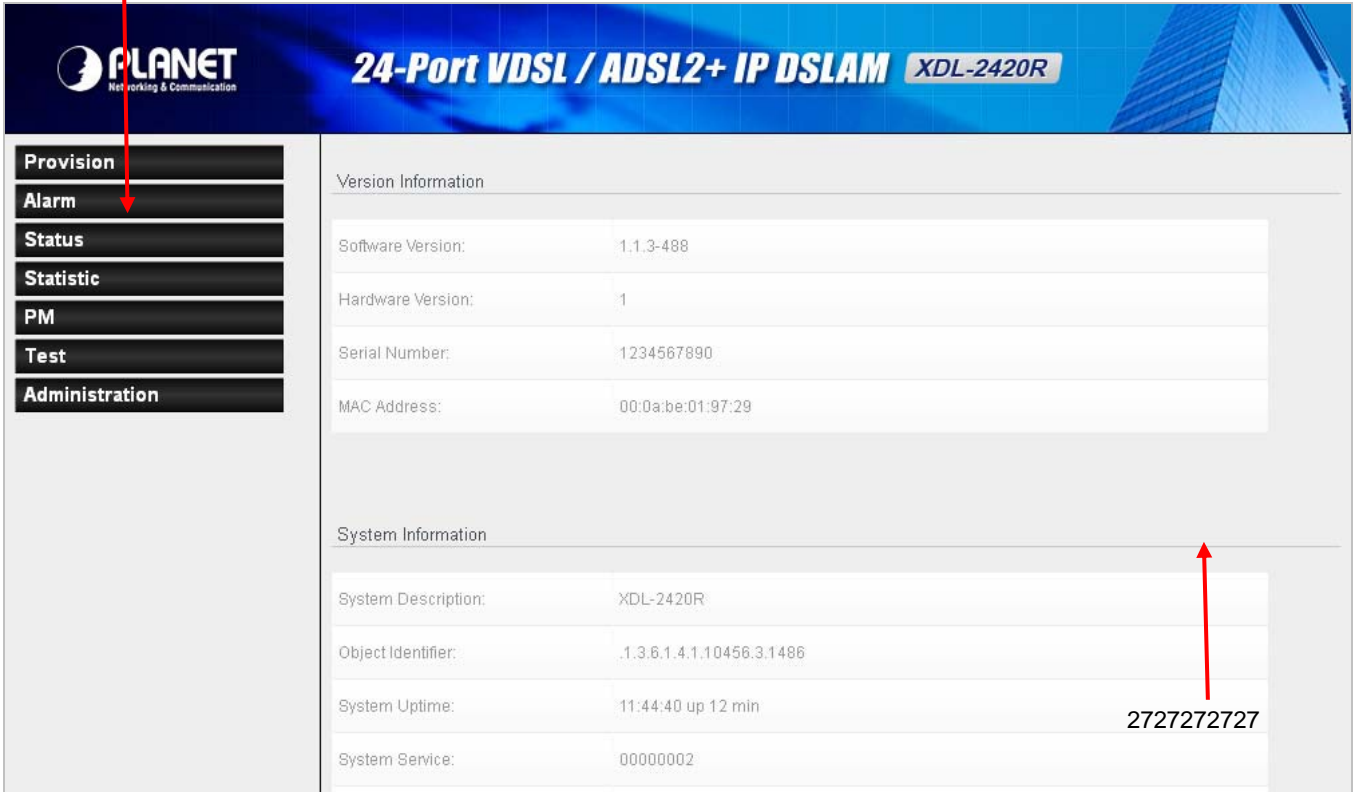 PLANET
Networking & Communication
24-Port VDSL / ADSL2+ IP DSLAM XDL-2420R
Provision
Alarm
Status
Statistic
PM
Test
Administration
Version Information
Software Version: 1.1.3-488
Hardware Version: 1
Serial Number: 1234567890
MAC Address: 00:0a:be:01:97:29
System Information
System Description: XDL-2420R
Object Identifier: .1.3.6.1.4.1.10456.3.1486
System Uptime: 11:44:40 up 12 min
2727272727
System Service: 00000002